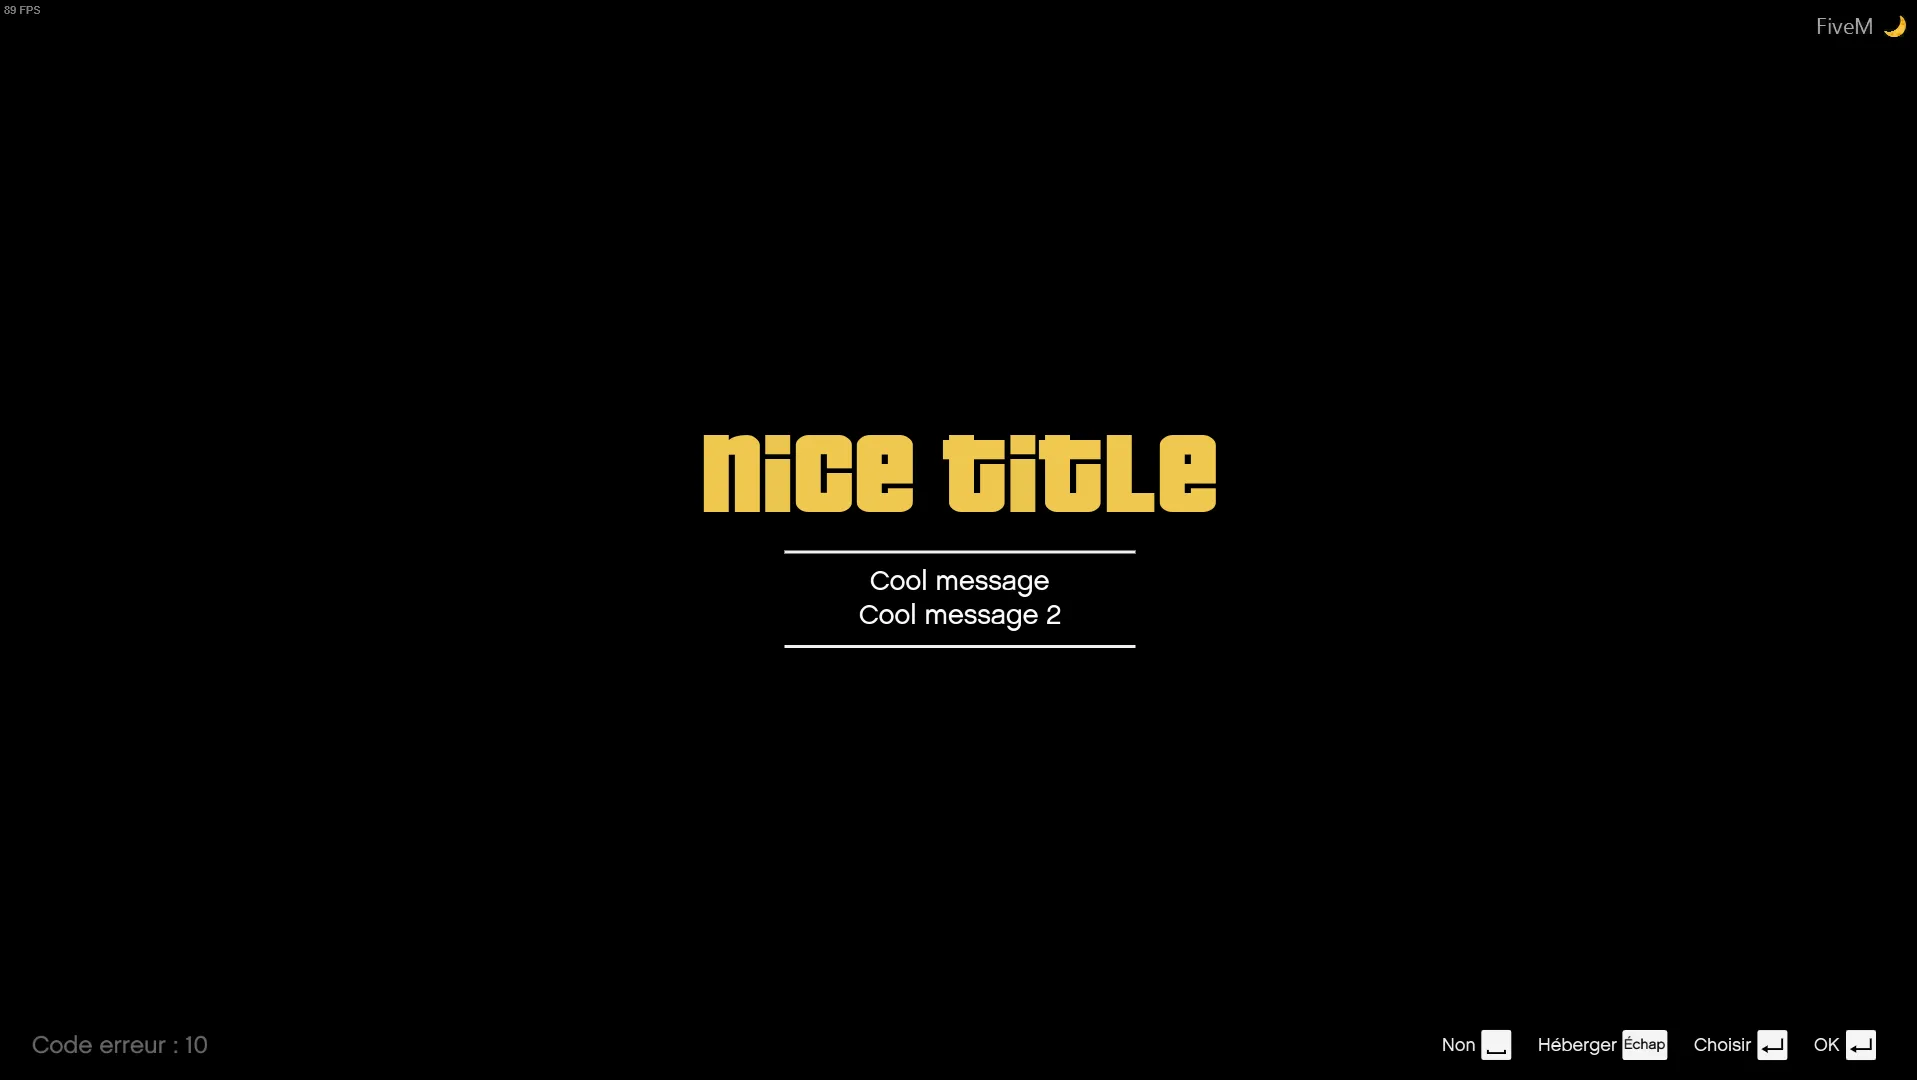 89 FPS
FiveM 🌙
nice title
Cool message
Cool message 2
Code erreur : 10
Non Héberger Échap Choisir OK